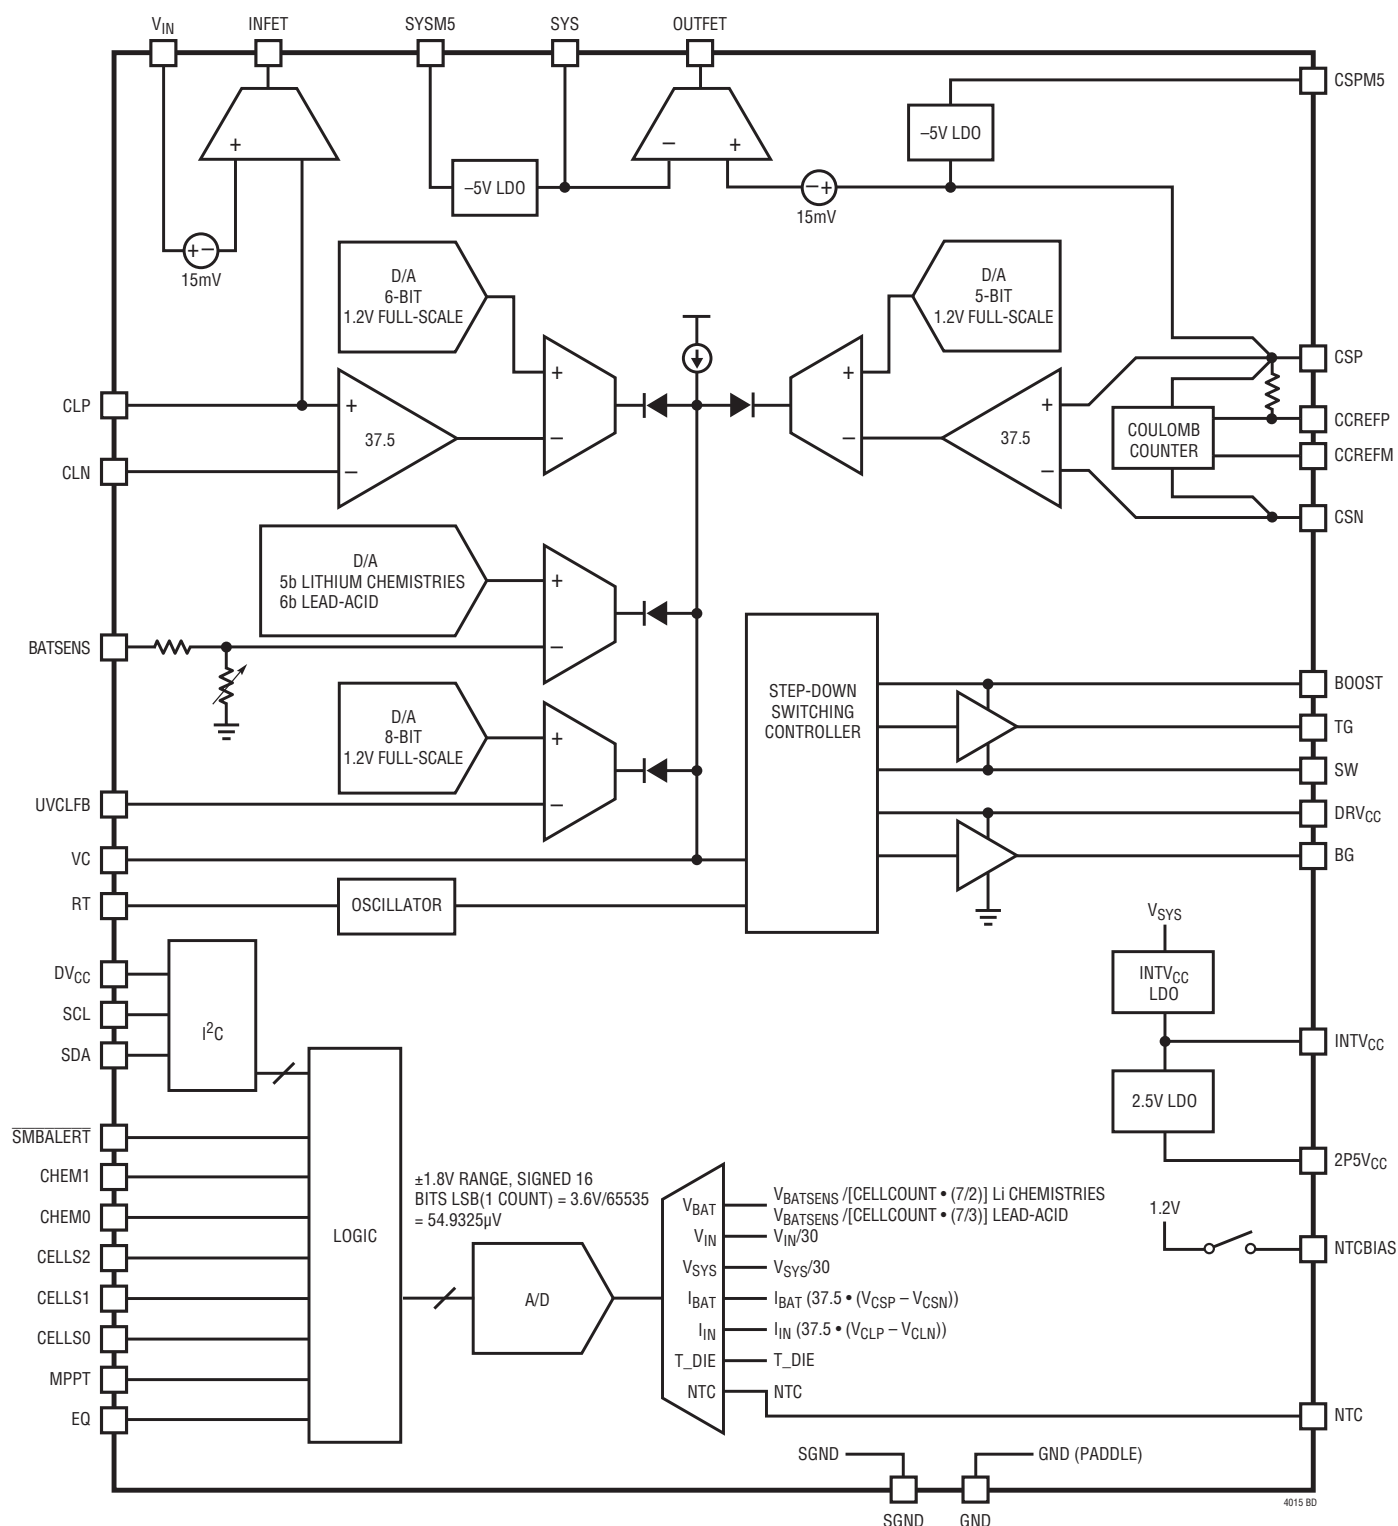 VIN
INFET
SYSM5
SYS
OUTFET
CSPM5
–5V LDO
+
–5V LDO
–
+
+–
15mV
–+
15mV
D/A
6-BIT
1.2V FULL-SCALE
D/A
5-BIT
1.2V FULL-SCALE
CLP
CLN
+
37.5
–
+
–
+
–
+
37.5
–
COULOMB
COUNTER
CSP
CCREFP
CCREFM
CSN
D/A
5b LITHIUM CHEMISTRIES
6b LEAD-ACID
+
–
BATSENS
D/A
8-BIT
1.2V FULL-SCALE
+
–
UVCLFB
VC
RT
OSCILLATOR
STEP-DOWN
SWITCHING
CONTROLLER
BOOST
TG
SW
DRVCC
BG
VSYS
INTVCC
LDO
INTVCC
2.5V LDO
2P5VCC
1.2V
NTCBIAS
DVCC
SCL
SDA
I2C
SMBALERT
CHEM1
CHEM0
CELLS2
CELLS1
CELLS0
MPPT
EQ
LOGIC
±1.8V RANGE, SIGNED 16
BITS LSB(1 COUNT) = 3.6V/65535
= 54.9325µV
A/D
VBAT
VIN
VSYS
IBAT
IIN
T_DIE
NTC
VBATSENS /[CELLCOUNT • (7/2)] Li CHEMISTRIES
VBATSENS /[CELLCOUNT • (7/3)] LEAD-ACID
VIN/30
VSYS/30
IBAT (37.5 • (VCSP – VCSN))
IIN (37.5 • (VCLP – VCLN))
T_DIE
NTC
NTC
SGND
GND (PADDLE)
SGND
GND
4015 BD